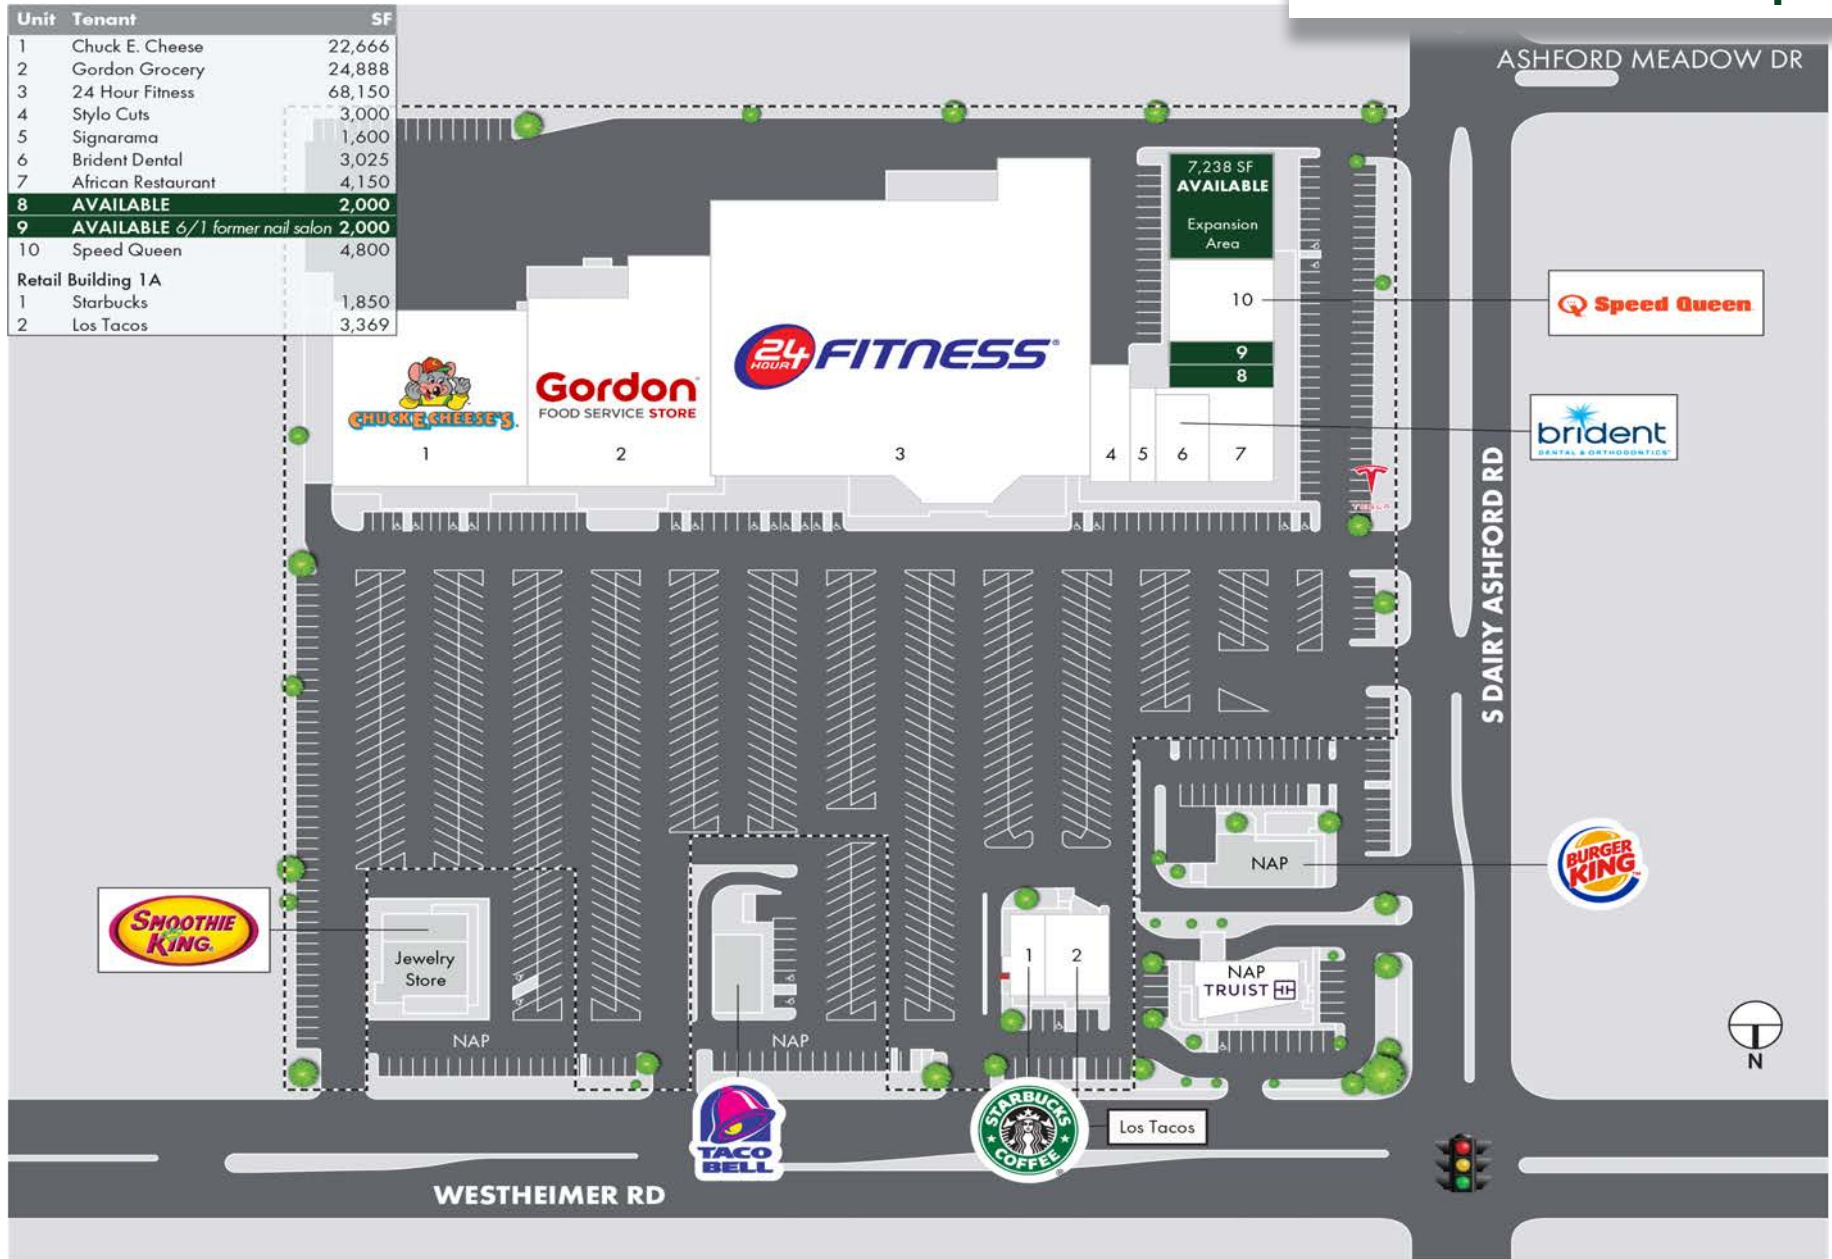 Unit Tenant SF
1 Chuck E. Cheese 22,666
2 Gordon Grocery 24,888
3 24 Hour Fitness 68,150
4 Stylo Cuts 3,000
5 Signarama 1,600
6 Brident Dental 3,025
7 African Restaurant 4,150
8 AVAILABLE 2,000
9 AVAILABLE 6/1 former nail salon 2,000
10 Speed Queen 4,800
Retail Building 1A
1 Starbucks 1,850
2 Los Tacos 3,369
ASHFORD MEADOW DR
7,238 SF
AVAILABLE
Expansion
Area
10
Speed Queen
9
8
24 HOUR FITNESS
CHUCK E. CHEESE'S.
Gordon
FOOD SERVICE STORE
brident
DENTAL & ORTHODONTICS
1
2
3
4
5
6
7
TESLA
S DAIRY ASHFORD RD
NAP
BURGER
KING
SMOOTHIE
KING
Jewelry
Store
NAP
NAP
1
2
NAP
TRUIST
N
TACO
BELL
STARBUCKS
COFFEE
Los Tacos
WESTHEIMER RD